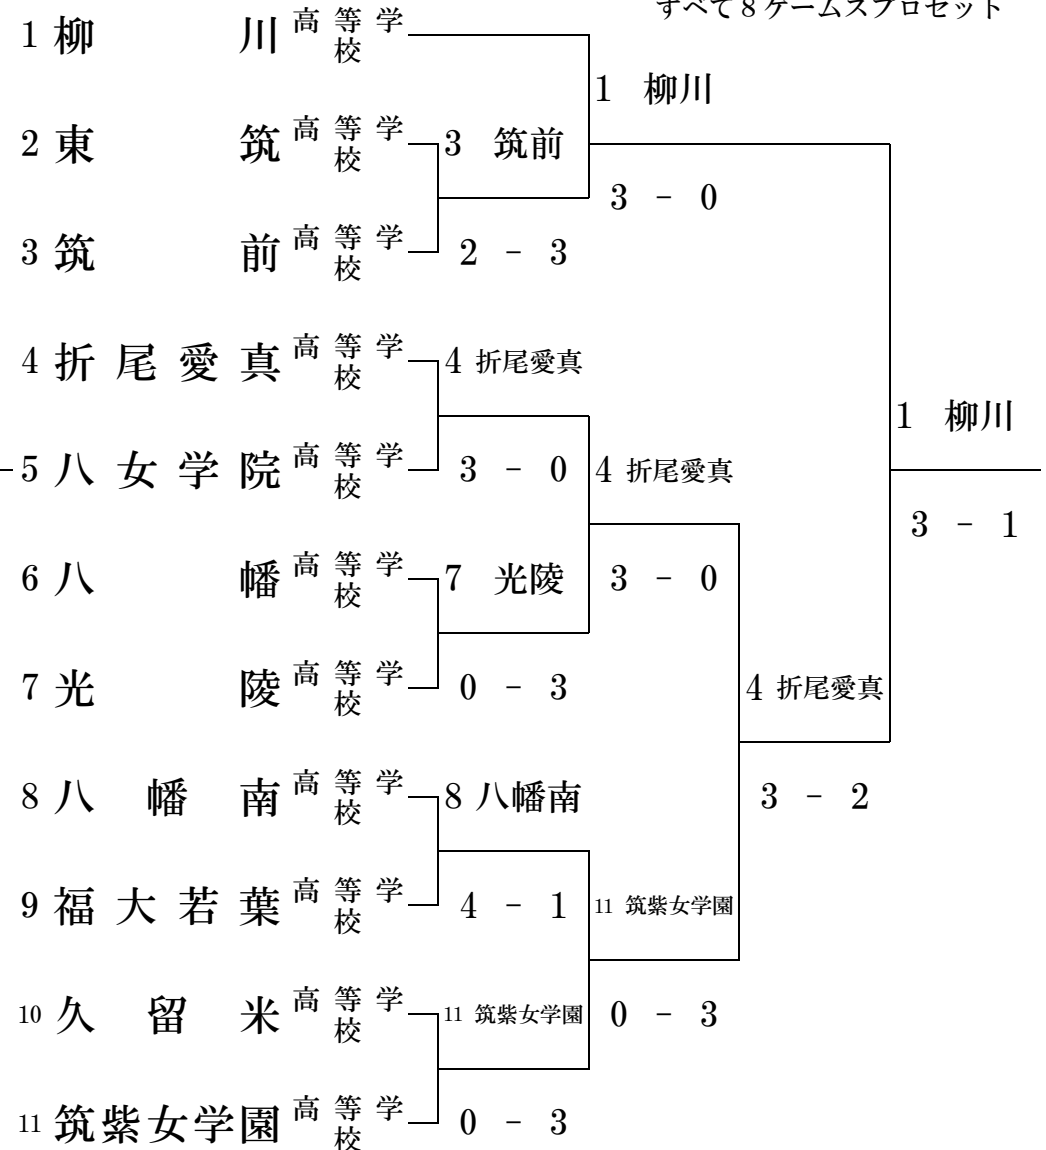 すべて８ゲームズプロセット
1 柳川 高等学校
1 柳川
2 東筑 高等学校
3 筑前
3 - 0
3 筑前 高等学校
2 - 3
4 折尾愛真 高等学校
4 折尾愛真
1 柳川
5 八女学院 高等学校
3 - 0
4 折尾愛真
3 - 1
6 八幡 高等学校
7 光陵
3 - 0
7 光陵 高等学校
0 - 3
4 折尾愛真
8 八幡南 高等学校
8 八幡南
3 - 2
9 福大若葉 高等学校
4 - 1
11 筑紫女学園
10 久留米 高等学校
11 筑紫女学園
0 - 3
11 筑紫女学園 高等学校
0 - 3